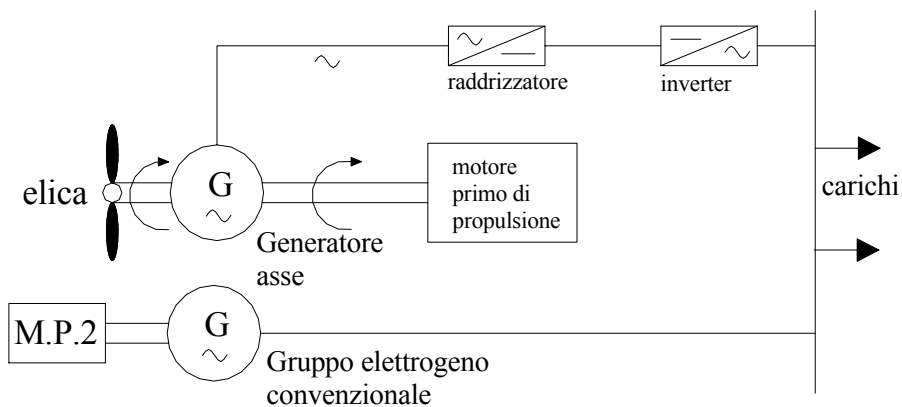 raddrizzatore
inverter
elica
G
motore
primo di
propulsione
carichi
Generatore
asse
M.P.2
G
Gruppo elettrogeno
convenzionale